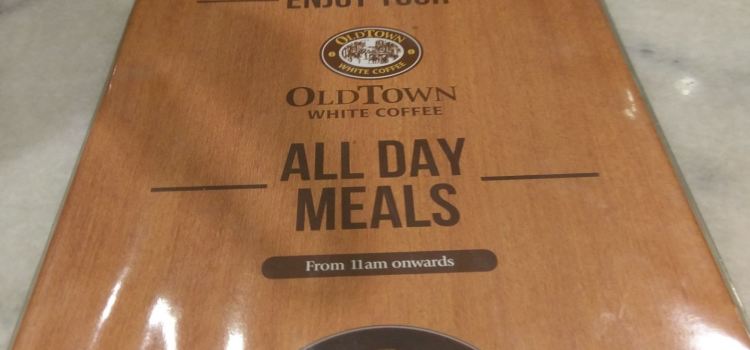 ENJOY YOUR
OLDTOWN
WHITE COFFEE
OLDTOWN
WHITE COFFEE
ALL DAY
MEALS
From 11am onwards